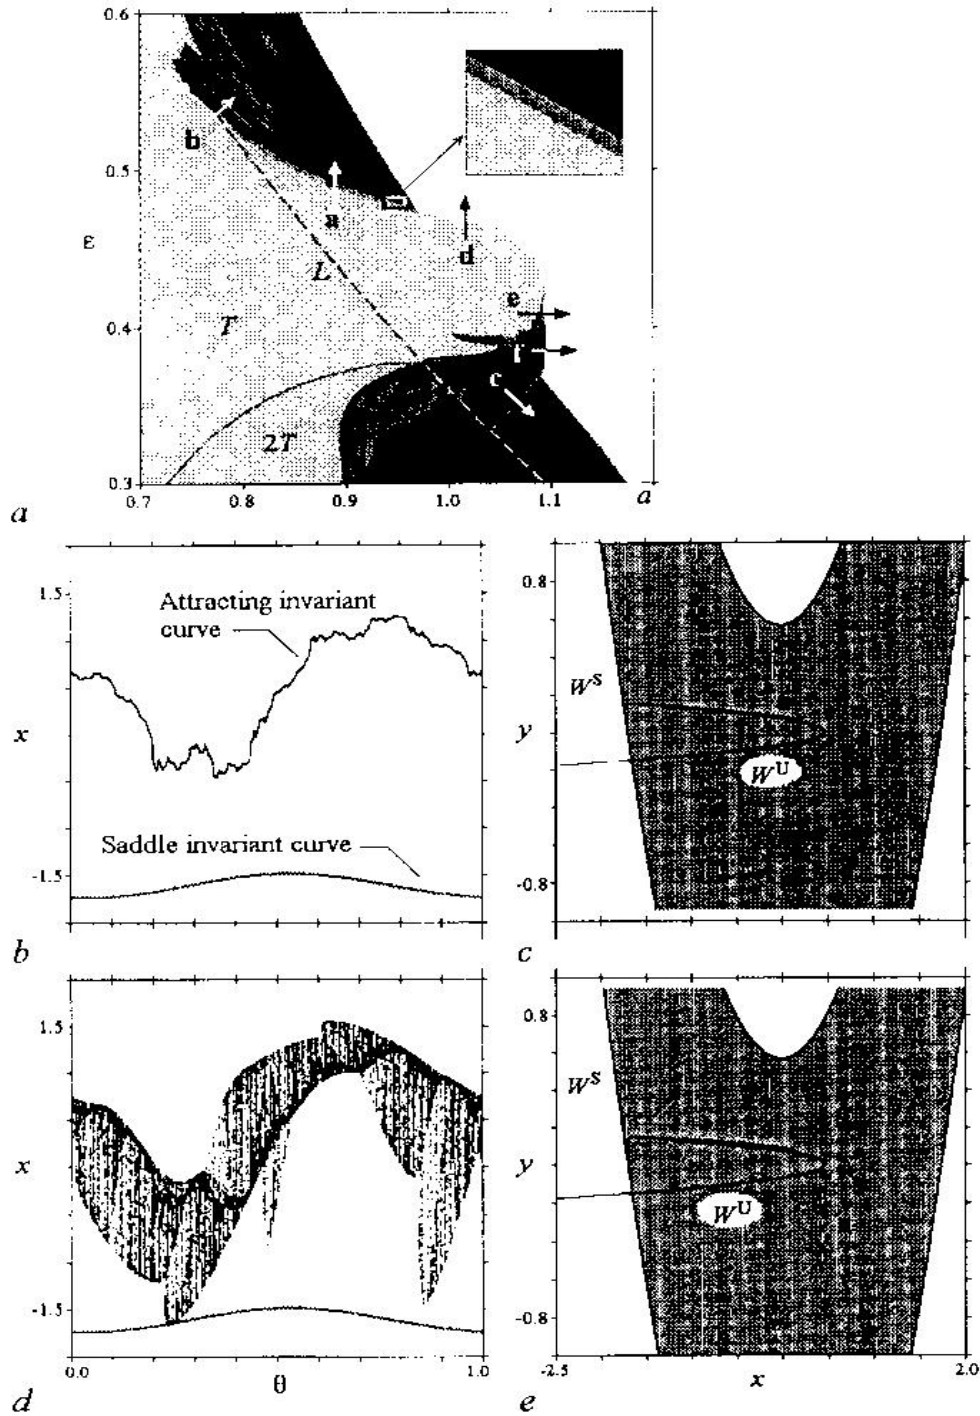 0.6
b
0.5
a
ε
d
L
e
T
0.4
f
c
2T
0.3
0.7
0.8
0.9
1.0
1.1
a
a
1.5
Attracting invariant
curve
x
Saddle invariant curve
-1.5
b
0.8
W^S
y
W^U
-0.8
c
1.5
x
-1.5
0.0
θ
1.0
d
0.8
W^S
y
W^U
-0.8
-2.5
x
2.0
e